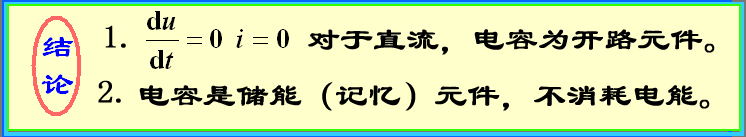 结论
1. du/dt = 0 i = 0 对于直流，电容为开路元件。
2. 电容是储能（记忆）元件，不消耗电能。